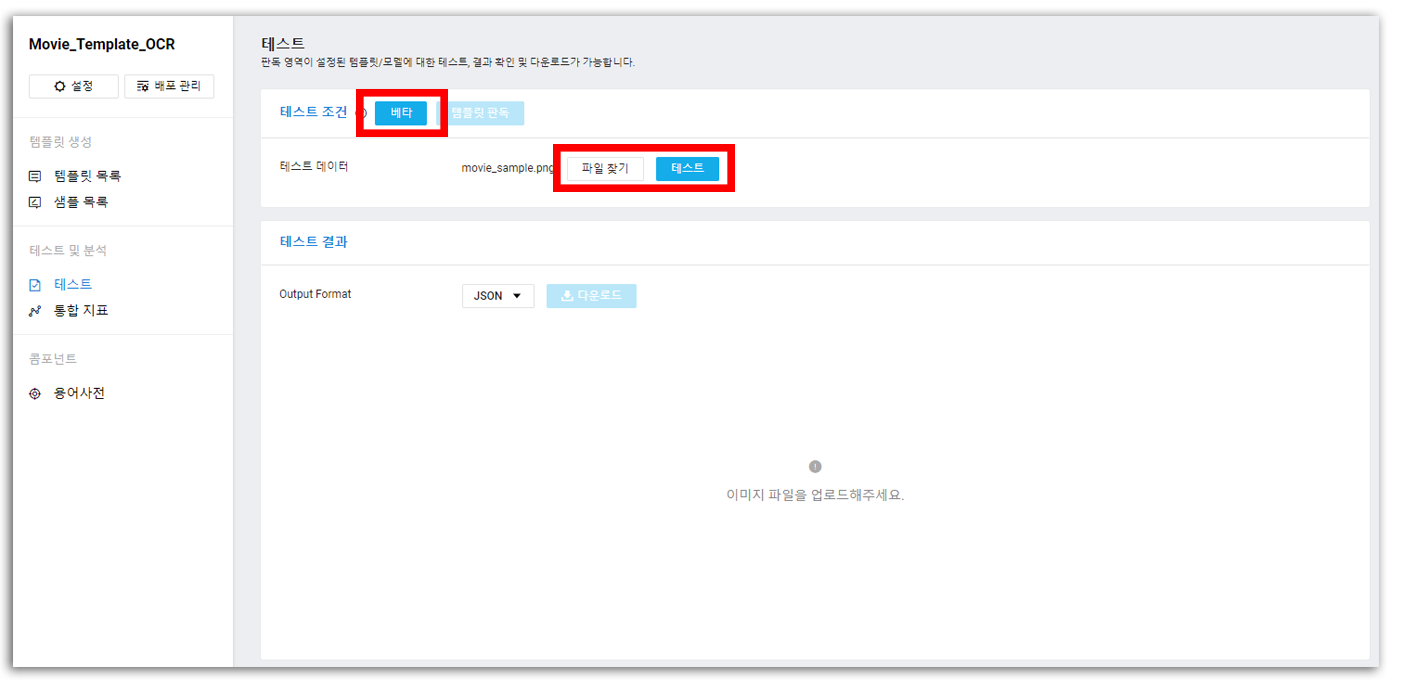 Movie_Template_OCR
설정
배포 관리
템플릿 생성
템플릿 목록
샘플 목록
테스트 및 분석
테스트
통합 지표
콤포넌트
용어사전
테스트
판독 영역이 설정된 템플릿/모델에 대한 테스트, 결과 확인 및 다운로드가 가능합니다.
테스트 조건 베타 템플릿 판독
테스트 데이터 movie_sample.png 파일 찾기 테스트
테스트 결과
Output Format JSON 다운로드
이미지 파일을 업로드해주세요.